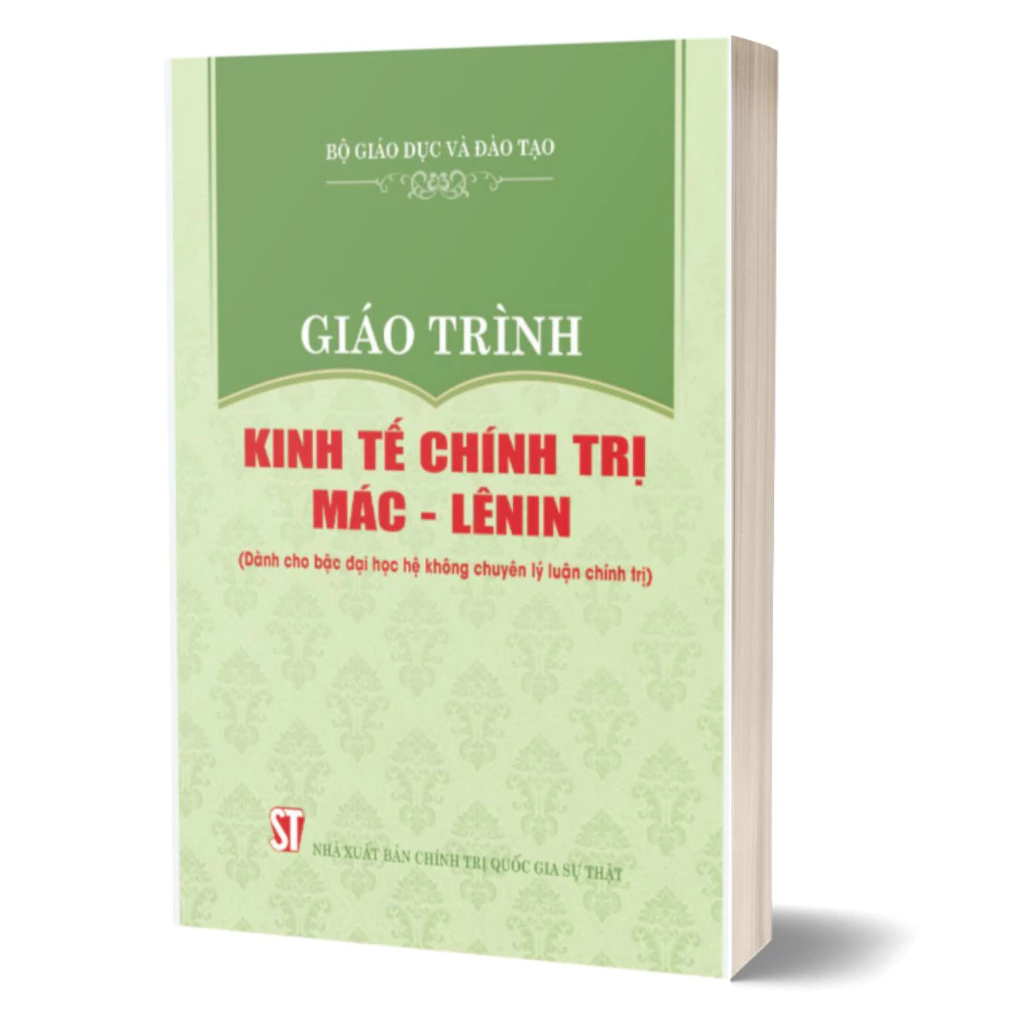 BỘ GIÁO DỤC VÀ ĐÀO TẠO
GIÁO TRÌNH
KINH TẾ CHÍNH TRỊ
MÁC - LÊNIN
(Dành cho bậc đại học hệ không chuyên lý luận chính trị)
ST
NHÀ XUẤT BẢN CHÍNH TRỊ QUỐC GIA SỰ THẬT